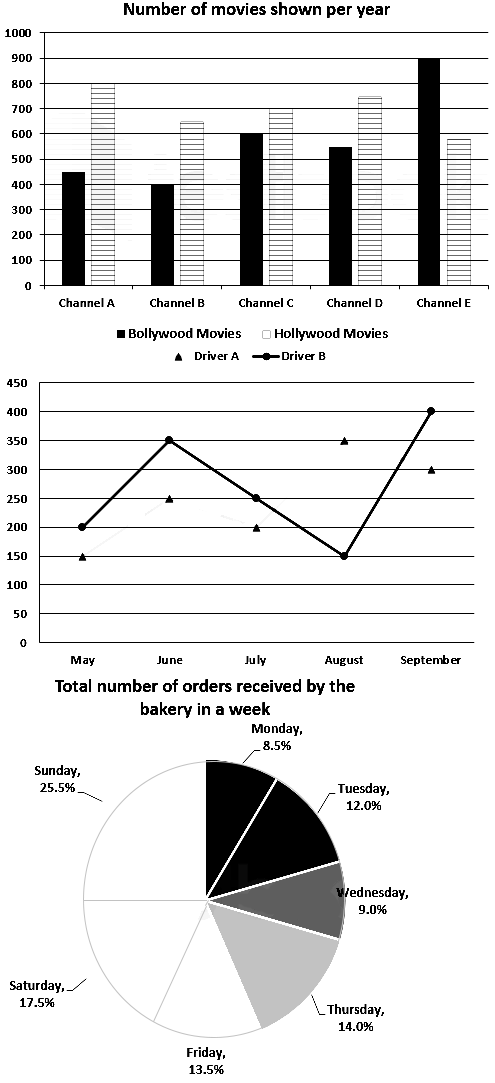 Number of movies shown per year
1000
900
800
700
600
500
400
300
200
100
0
Channel A Channel B Channel C Channel D Channel E
Bollywood Movies Hollywood Movies
Driver A Driver B
450
400
350
300
250
200
150
100
50
0
May June July August September
Total number of orders received by the
bakery in a week
Monday,
8.5%
Tuesday,
12.0%
Wednesday,
9.0%
Thursday,
14.0%
Friday,
13.5%
Saturday,
17.5%
Sunday,
25.5%